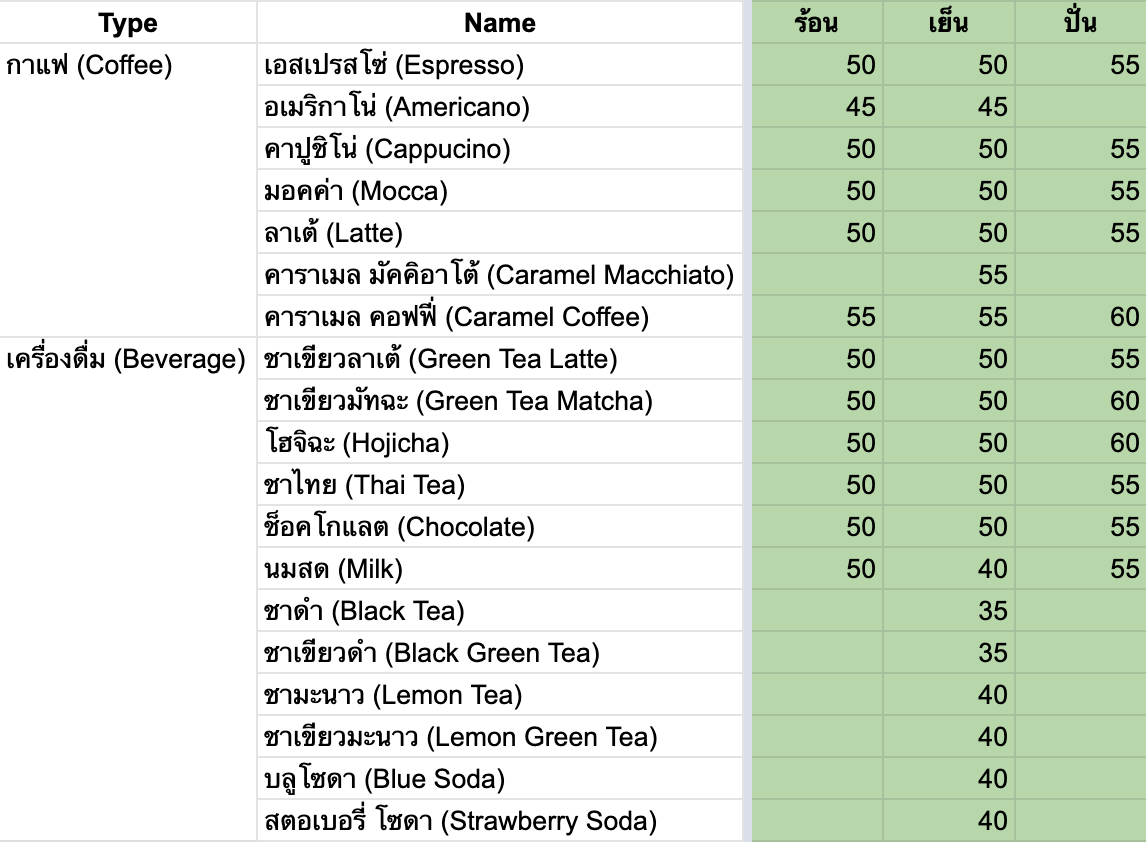 Type Name ร้อน เย็น ปั่น
กาแฟ (Coffee) เอสเปรสโซ่ (Espresso) 50 50 55
อเมริกาโน่ (Americano) 45 45
คาปูชิโน่ (Cappucino) 50 50 55
มอคค่า (Mocca) 50 50 55
ลาเต้ (Latte) 50 50 55
คาราเมล มัคคิอาโต้ (Caramel Macchiato) 55
คาราเมล คอฟฟี่ (Caramel Coffee) 55 55 60
เครื่องดื่ม (Beverage) ชาเขียวลาเต้ (Green Tea Latte) 50 50 55
ชาเขียวมัทฉะ (Green Tea Matcha) 50 50 60
โฮจิฉะ (Hojicha) 50 50 60
ชาไทย (Thai Tea) 50 50 55
ช็อคโกแลต (Chocolate) 50 50 55
นมสด (Milk) 50 40 55
ชาดำ (Black Tea) 35
ชาเขียวดำ (Black Green Tea) 35
ชามะนาว (Lemon Tea) 40
ชาเขียวมะนาว (Lemon Green Tea) 40
บลูโซดา (Blue Soda) 40
สตอเบอรี่ โซดา (Strawberry Soda) 40